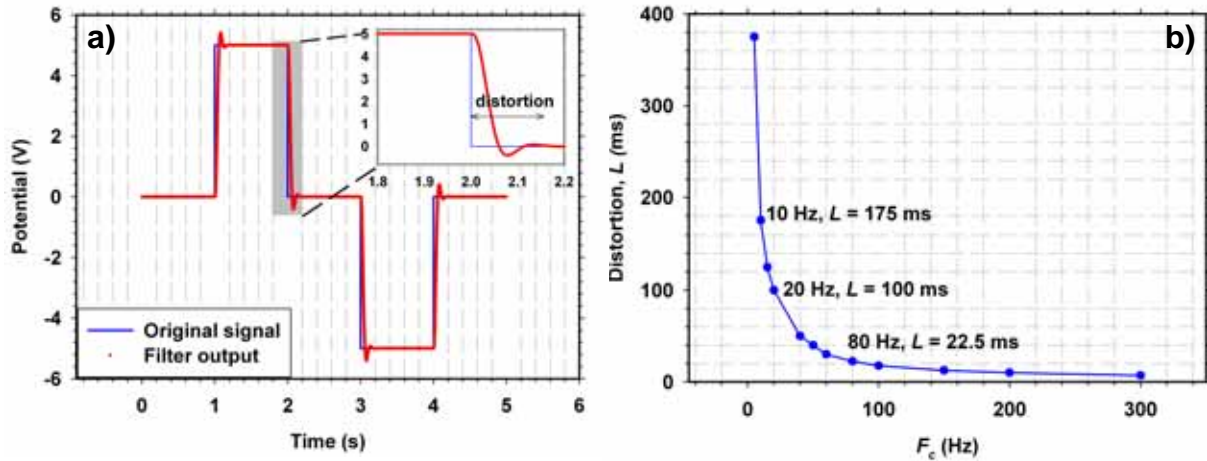 a)
6
4
2
0
-2
-4
-6
Potential (V)
0
1
2
3
4
5
6
Time (s)
Original signal
Filter output
5
4
3
2
1
0
distortion
1.8
1.9
2.0
2.1
2.2
b)
400
300
200
100
0
Distortion, L (ms)
10 Hz, L = 175 ms
20 Hz, L = 100 ms
80 Hz, L = 22.5 ms
0
100
200
300
Fc (Hz)